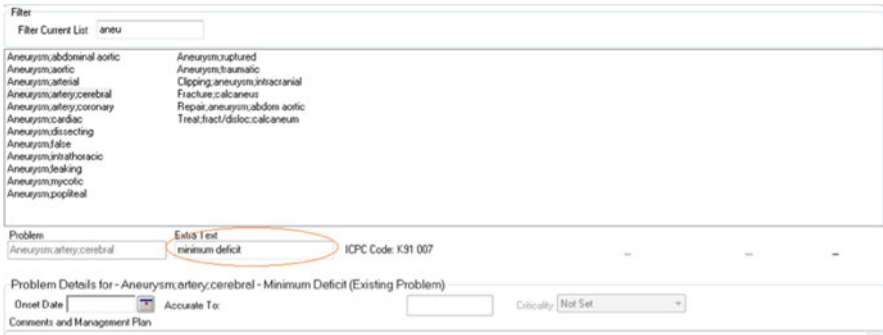 Filter
Filter Current List aneu
Aneurysm;abdominal aortic Aneurysm;ruptured
Aneurysm;aortic Aneurysm;traumatic
Aneurysm;arterial Clipping;aneurysm;intracranial
Aneurysm;artery;cerebral Fracture;calcaneus
Aneurysm;artery;coronary Repair;aneurysm;abdom aortic
Aneurysm;cardiac Treat;fract/disloc;calcaneum
Aneurysm;dissecting
Aneurysm;false
Aneurysm;intrathoracic
Aneurysm;leaking
Aneurysm;mycotic
Aneurysm;popliteal
Problem Extra Text
Aneurysm;artery;cerebral minimum deficit ICPC Code: K91 007
Problem Details for - Aneurysm;artery;cerebral - Minimum Deficit (Existing Problem)
Onset Date Accurate To: Criticality Not Set
Comments and Management Plan